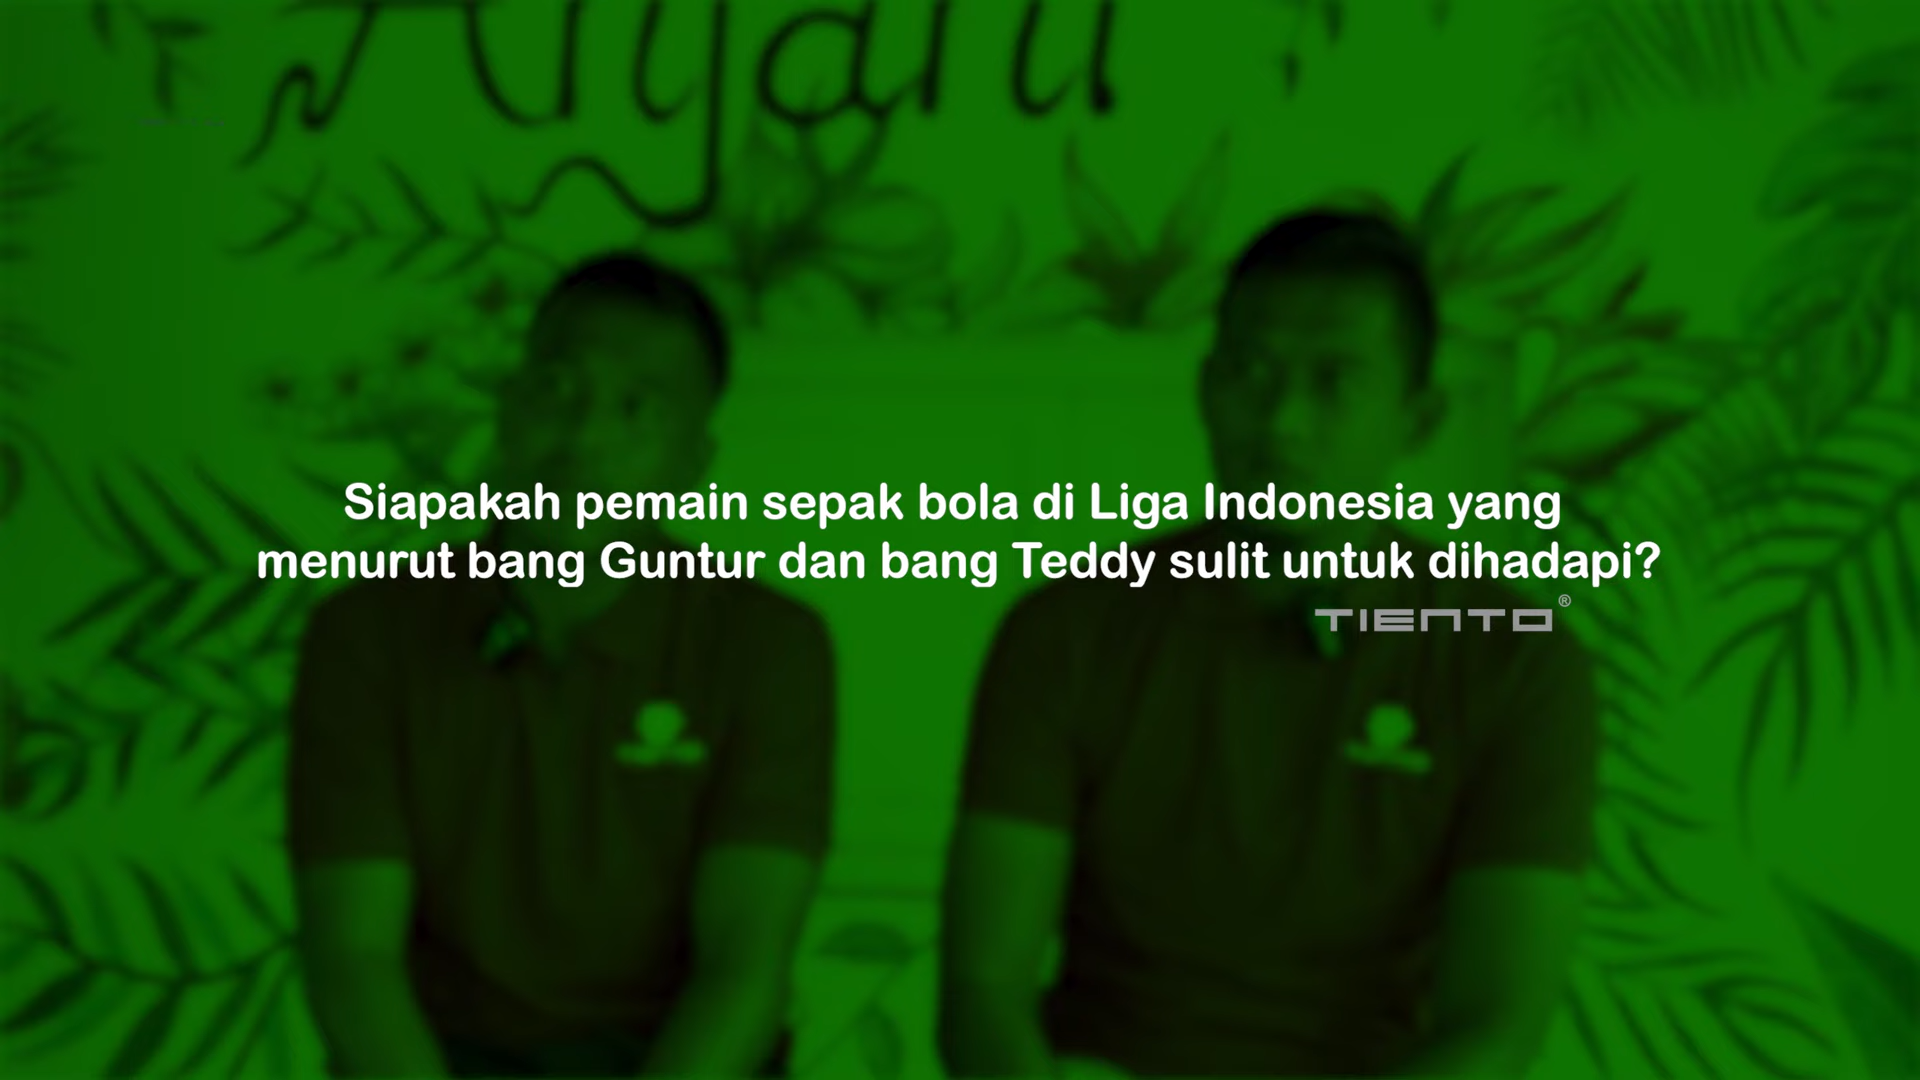 Siapakah pemain sepak bola di Liga Indonesia yang
menurut bang Guntur dan bang Teddy sulit untuk dihadapi?
TIENTO®